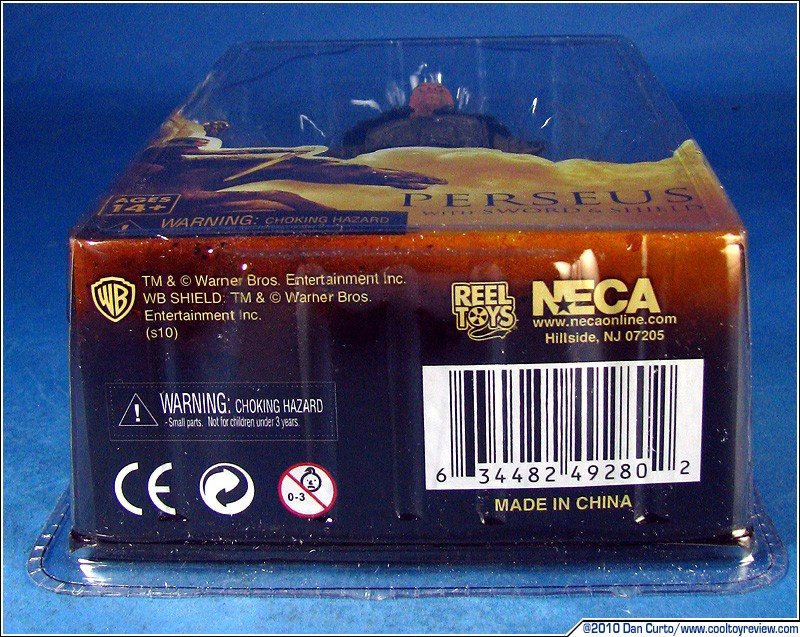 AGES
14+
! WARNING: CHOKING HAZARD
PERSEUS
WITH SWORD & SHIELD
WB
TM & © Warner Bros. Entertainment Inc.
WB SHIELD: TM & © Warner Bros.
Entertainment Inc.
(s10)
REEL
TOYS
NECA
www.necaonline.com
Hillside, NJ 07205
! WARNING: CHOKING HAZARD
- Small parts. Not for children under 3 years.
CE
0-3
6 34482 49280 2
MADE IN CHINA
©2010 Dan Curto/www.cooltoyreview.com